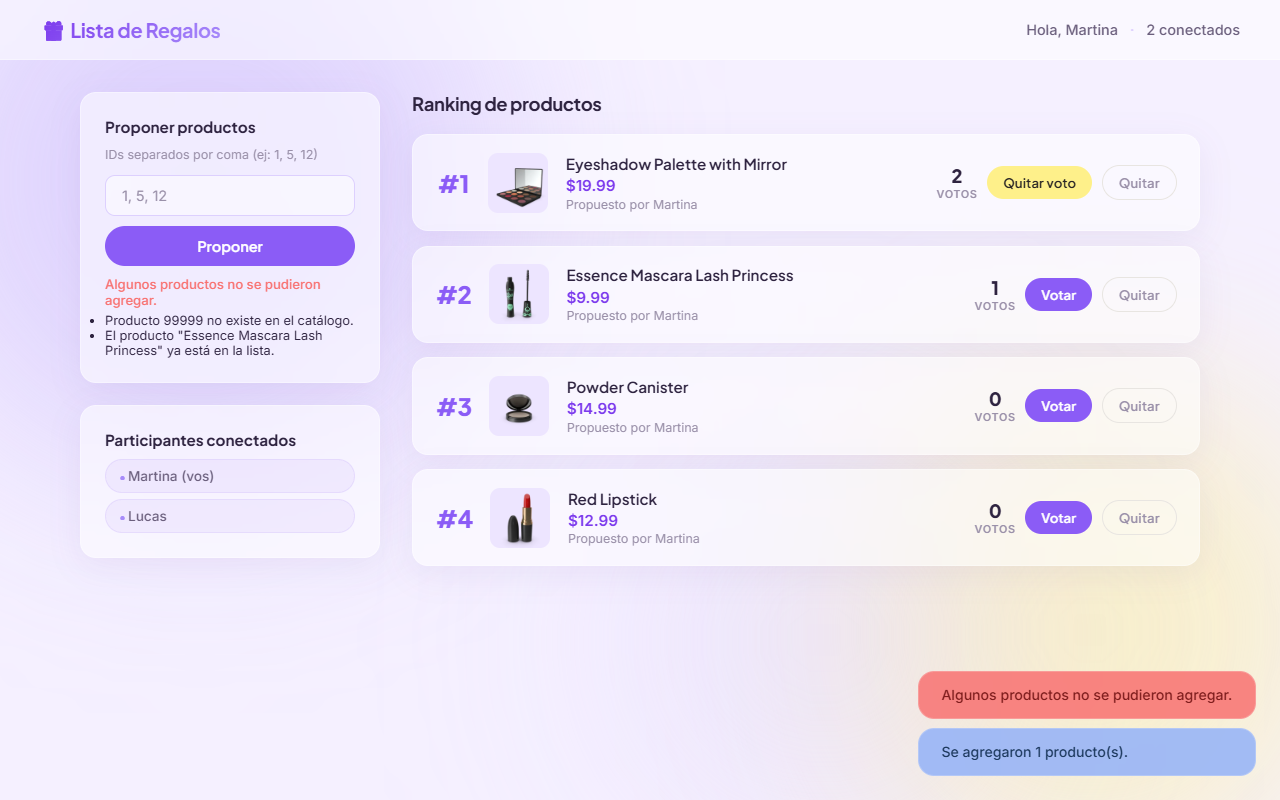 Lista de Regalos
Hola, Martina · 2 conectados
Proponer productos
IDs separados por coma (ej: 1, 5, 12)
1, 5, 12
Proponer
Algunos productos no se pudieron
agregar.
• Producto 99999 no existe en el catálogo.
• El producto "Essence Mascara Lash
Princess" ya está en la lista.
Participantes conectados
Martina (vos)
Lucas
Ranking de productos
#1
Eyeshadow Palette with Mirror
$19.99
Propuesto por Martina
2
VOTOS
Quitar voto
Quitar
#2
Essence Mascara Lash Princess
$9.99
Propuesto por Martina
1
VOTOS
Votar
Quitar
#3
Powder Canister
$14.99
Propuesto por Martina
0
VOTOS
Votar
Quitar
#4
Red Lipstick
$12.99
Propuesto por Martina
0
VOTOS
Votar
Quitar
Algunos productos no se pudieron agregar.
Se agregaron 1 producto(s).